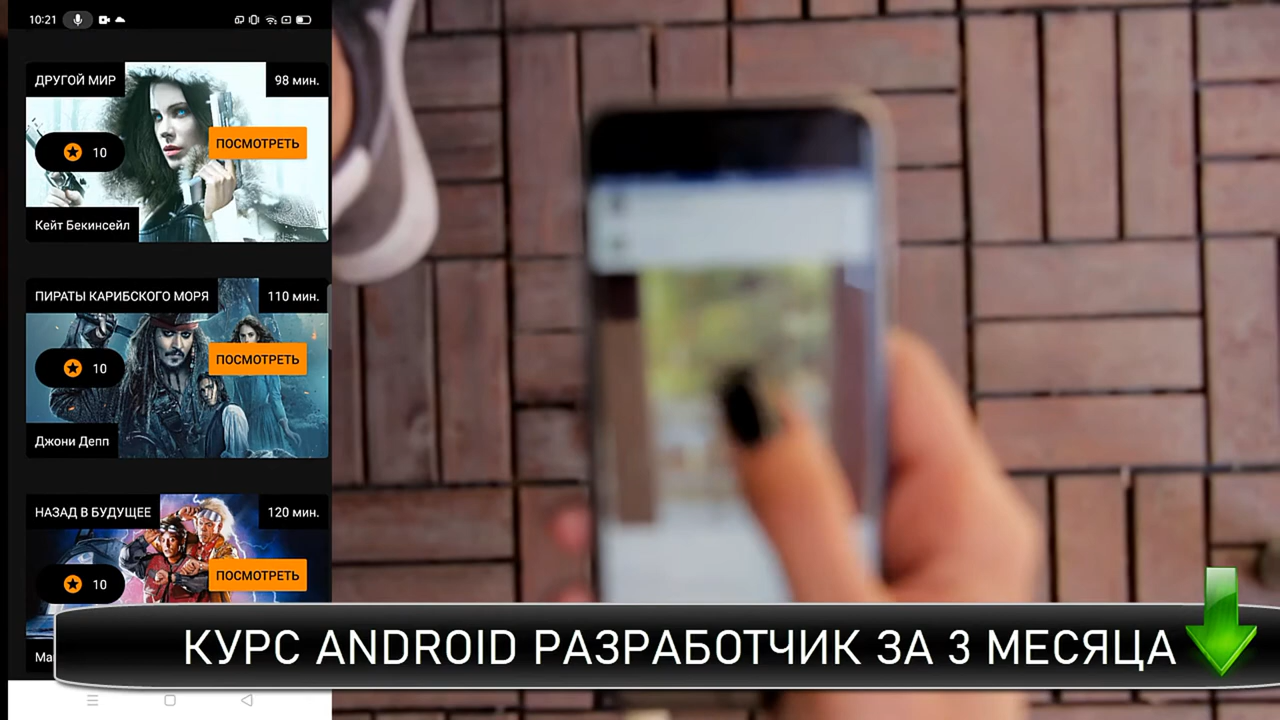 10:21
ДРУГОЙ МИР
98 мин.
10
ПОСМОТРЕТЬ
Кейт Бекинсейл
ПИРАТЫ КАРИБСКОГО МОРЯ
110 мин.
10
ПОСМОТРЕТЬ
Джони Депп
НАЗАД В БУДУЩЕЕ
120 мин.
10
ПОСМОТРЕТЬ
КУРС ANDROID РАЗРАБОТЧИК ЗА 3 МЕСЯЦА